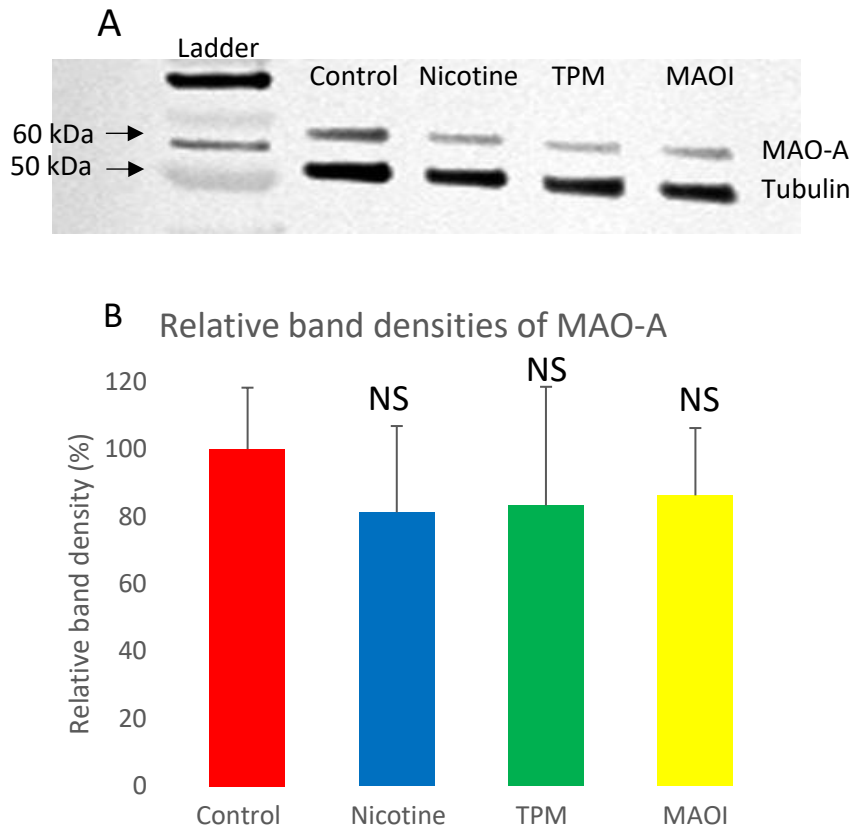 A
Ladder
Control Nicotine TPM MAOI
60 kDa
MAO-A
50 kDa
Tubulin
B Relative band densities of MAO-A
Relative band density (%)
120
100
80
60
40
20
0
NS NS NS
Control Nicotine TPM MAOI